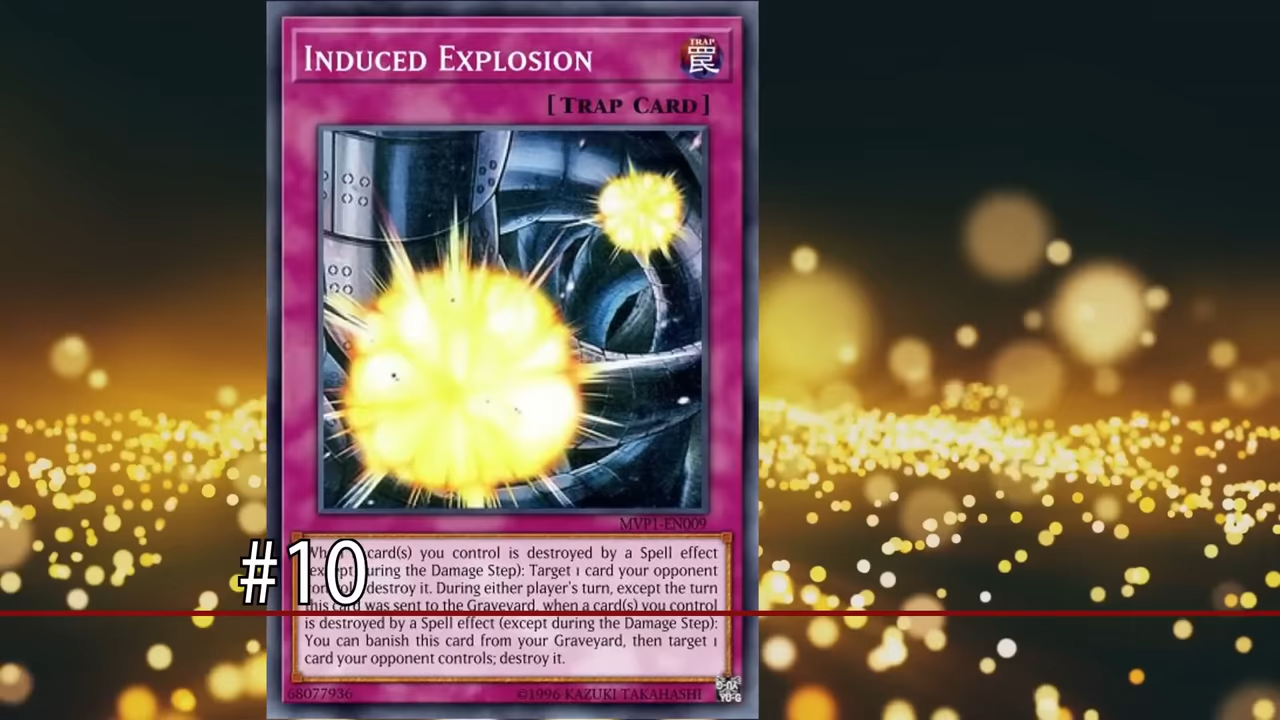 INDUCED EXPLOSION
TRAP
罠
[TRAP CARD]
MVP1-EN009
#10
card(s) you control is destroyed by a Spell effect
during the Damage Step): Target 1 card your opponent
destroy it. During either player's turn, except the turn
this card was sent to the Graveyard, when a card(s) you control
is destroyed by a Spell effect (except during the Damage Step):
You can banish this card from your Graveyard, then target 1
card your opponent controls; destroy it.
68077936
©1996 KAZUKI TAKAHASHI